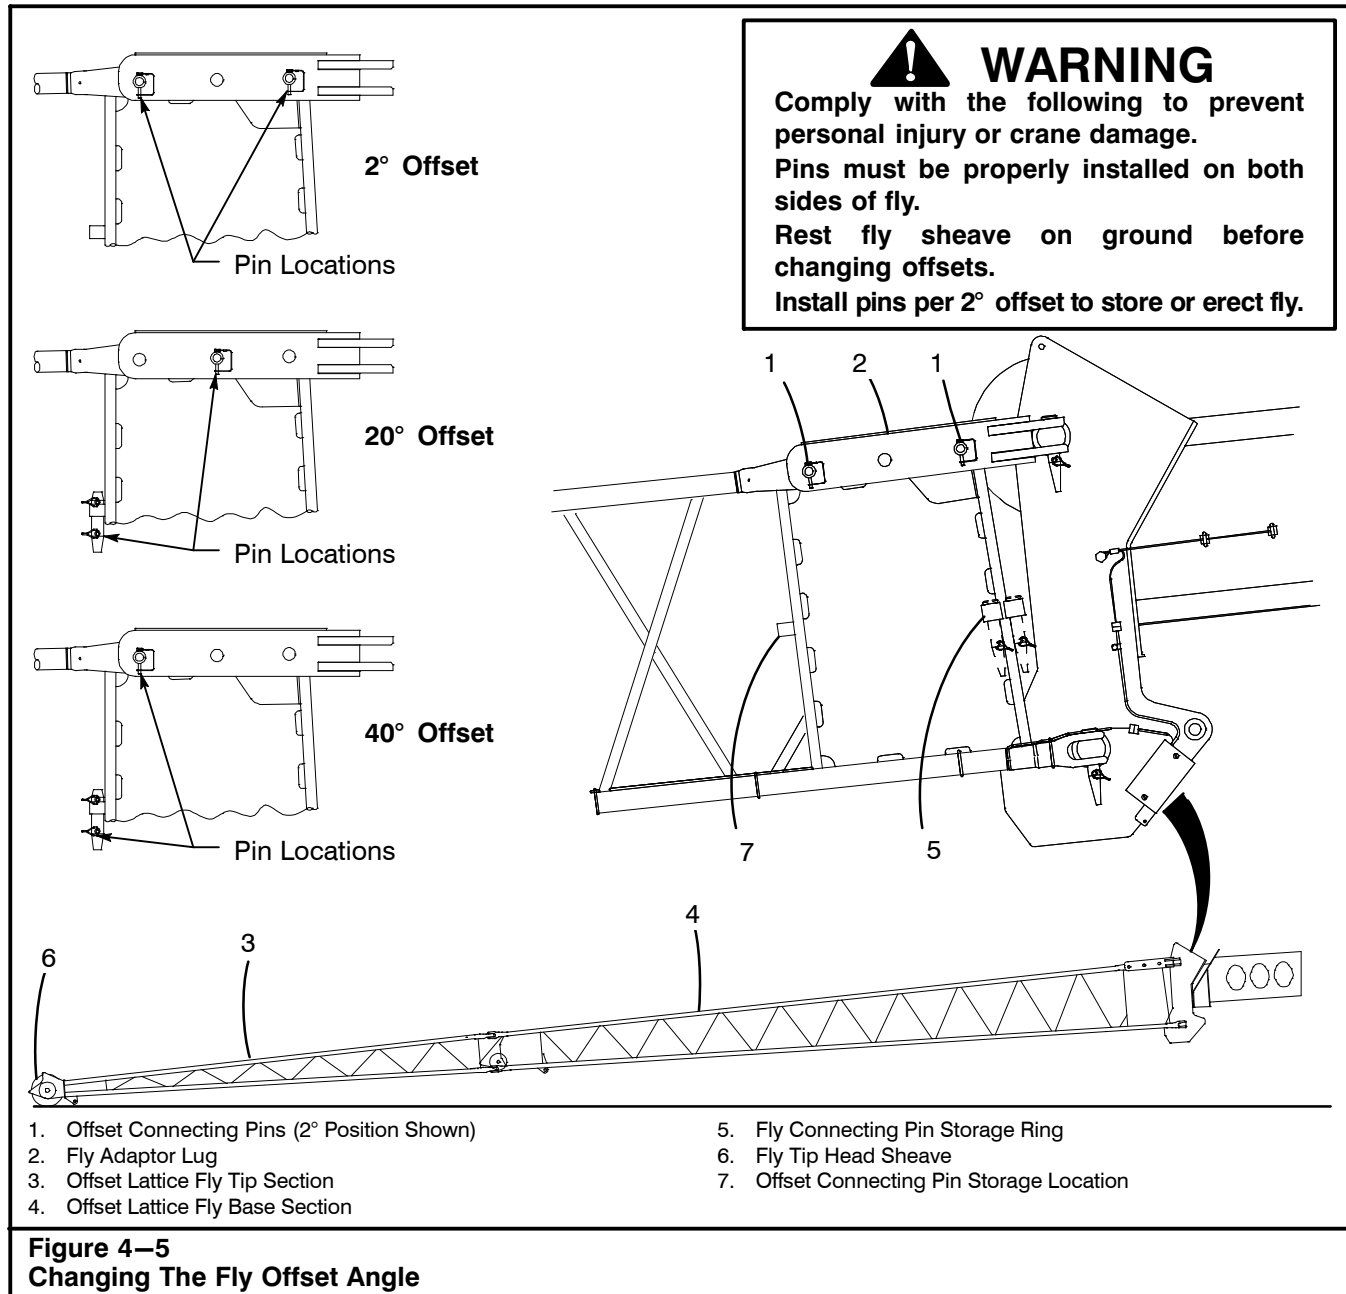 WARNING
Comply with the following to prevent
personal injury or crane damage.
Pins must be properly installed on both
sides of fly.
Rest fly sheave on ground before
changing offsets.
Install pins per 2° offset to store or erect fly.
2° Offset
Pin Locations
20° Offset
Pin Locations
40° Offset
Pin Locations
1
2
1
7
5
4
3
6
1. Offset Connecting Pins (2° Position Shown)
2. Fly Adaptor Lug
3. Offset Lattice Fly Tip Section
4. Offset Lattice Fly Base Section
5. Fly Connecting Pin Storage Ring
6. Fly Tip Head Sheave
7. Offset Connecting Pin Storage Location
Figure 4–5
Changing The Fly Offset Angle